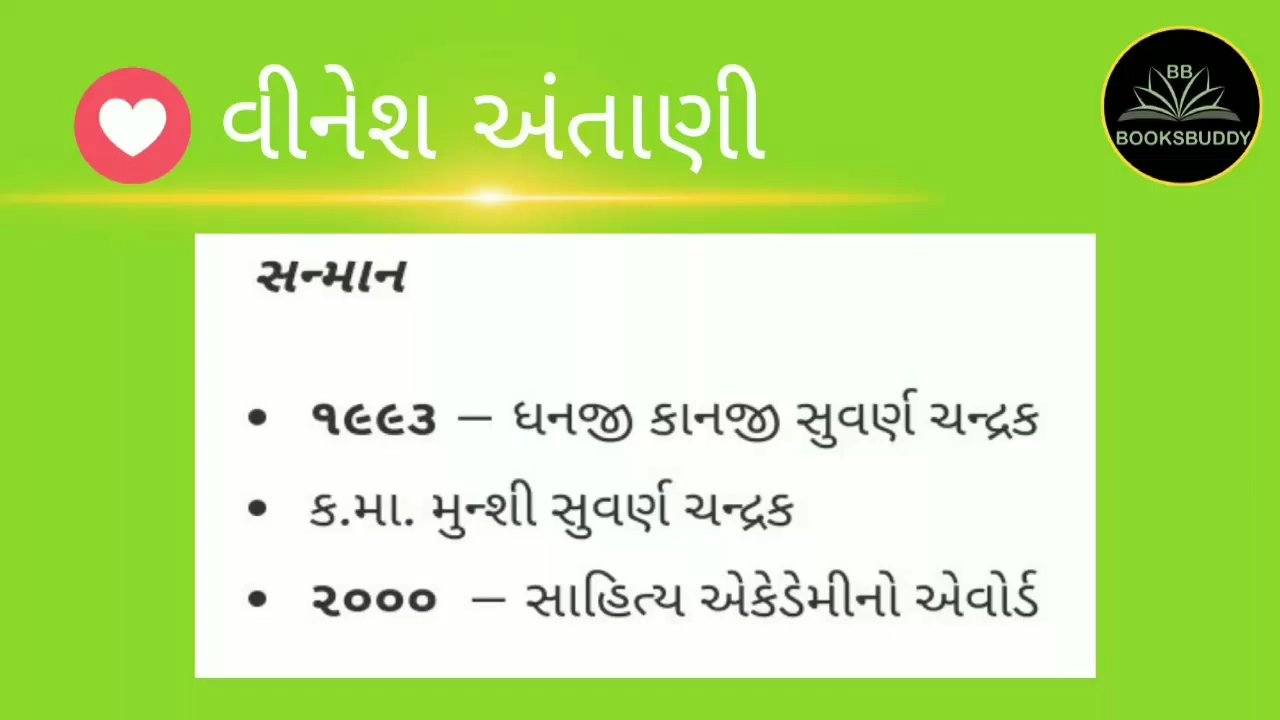 વીનેશ અંતાણી
BB
BOOKSBUDDY
સન્માન
• ૧૯૯૩ – ધનજી કાનજી સુવર્ણ ચન્દ્રક
• ક.મા. મુન્શી સુવર્ણ ચન્દ્રક
• ૨૦૦૦ – સાહિત્ય એકેડેમીનો એવોર્ડ